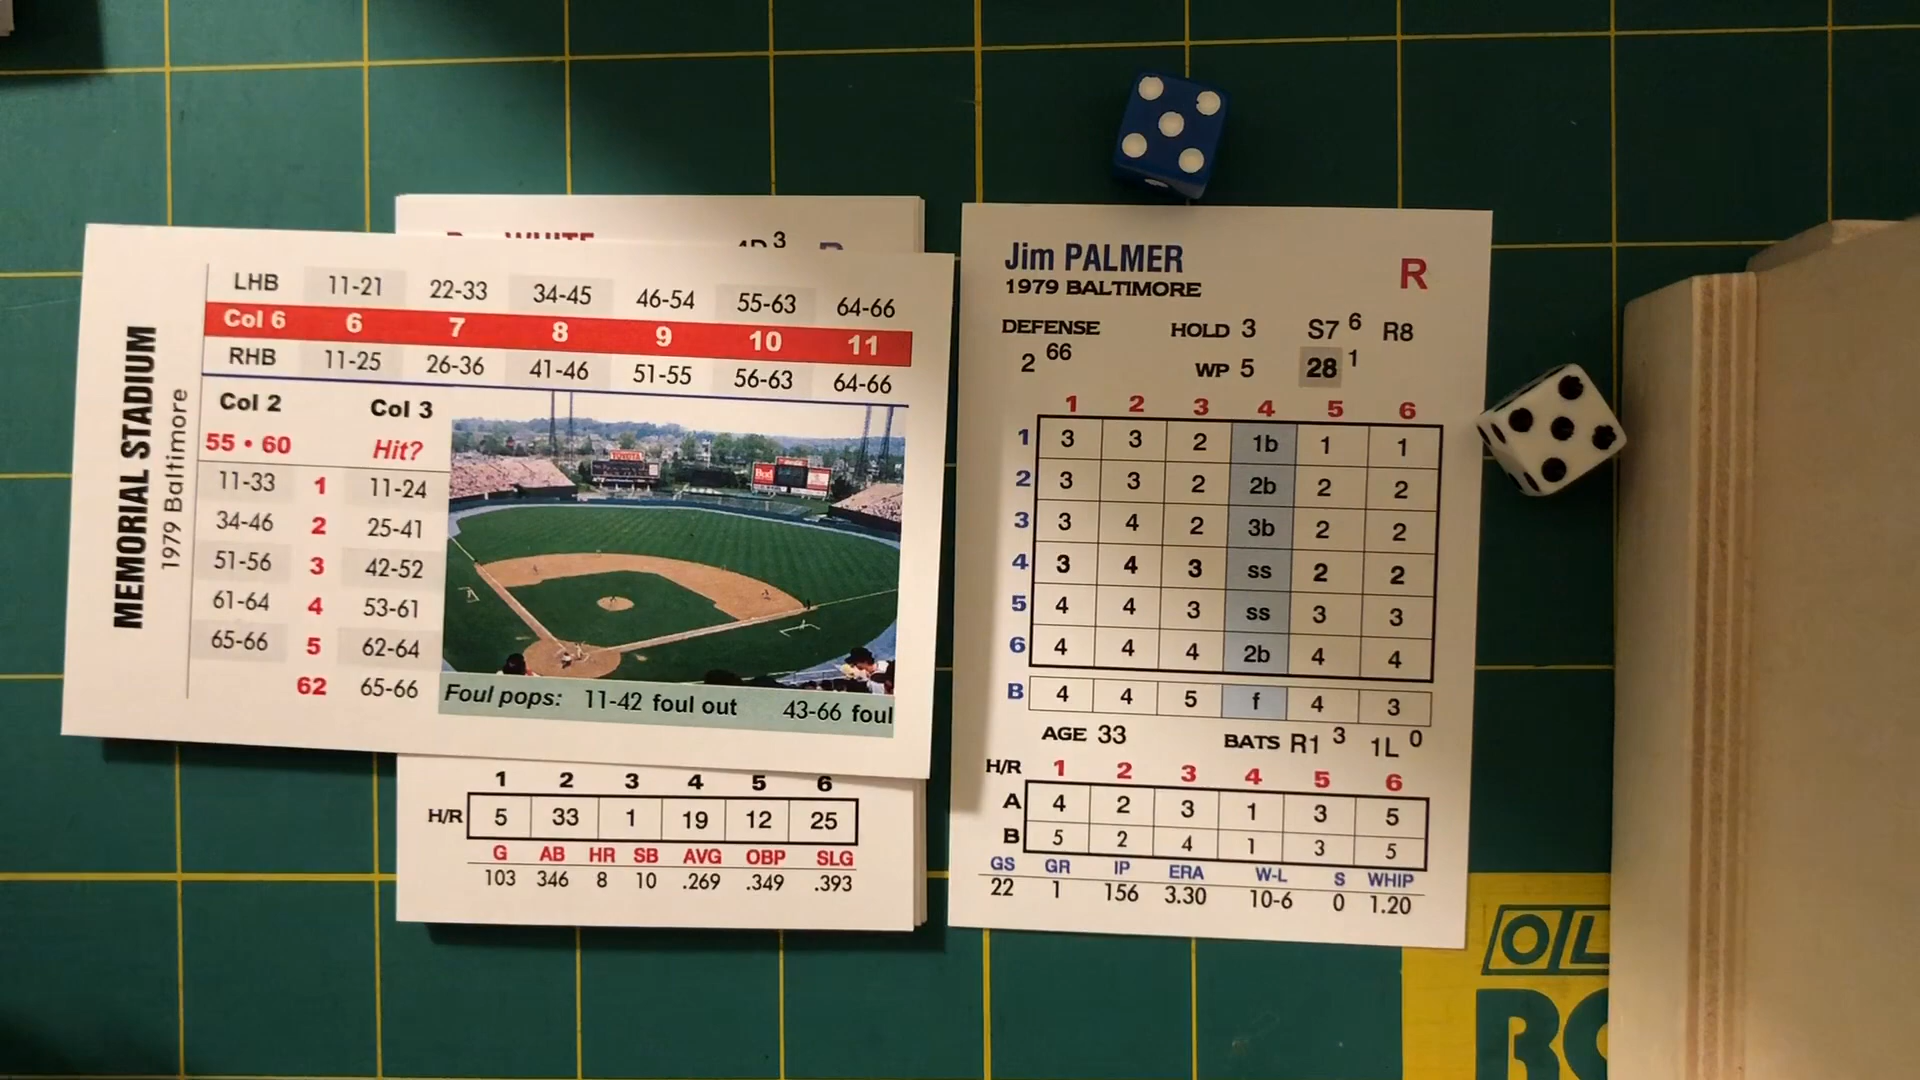 WHITE
3
MEMORIAL STADIUM
1979 Baltimore
LHB 11-21 22-33 34-45 46-54 55-63 64-66
Col 6 6 7 8 9 10 11
RHB 11-25 26-36 41-46 51-55 56-63 64-66
Col 2 Col 3
55 • 60 Hit?
11-33 1 11-24
34-46 2 25-41
51-56 3 42-52
61-64 4 53-61
65-66 5 62-64
62 65-66
TOYOTA
Bud
Foul pops: 11-42 foul out 43-66 foul
1 2 3 4 5 6
H/R 5 33 1 19 12 25
G AB HR SB AVG OBP SLG
103 346 8 10 .269 .349 .393
Jim PALMER
1979 BALTIMORE
R
DEFENSE HOLD 3 S7 6 R8
2 66 WP 5 28 1
1 2 3 4 5 6
1 3 3 2 1b 1 1
2 3 3 2 2b 2 2
3 3 4 2 3b 2 2
4 3 4 3 ss 2 2
5 4 4 3 ss 3 3
6 4 4 4 2b 4 4
B 4 4 5 f 4 3
AGE 33 BATS R1 3 1L 0
H/R 1 2 3 4 5 6
A 4 2 3 1 3 5
B 5 2 4 1 3 5
GS GR IP ERA W-L S WHIP
22 1 156 3.30 10-6 0 1.20